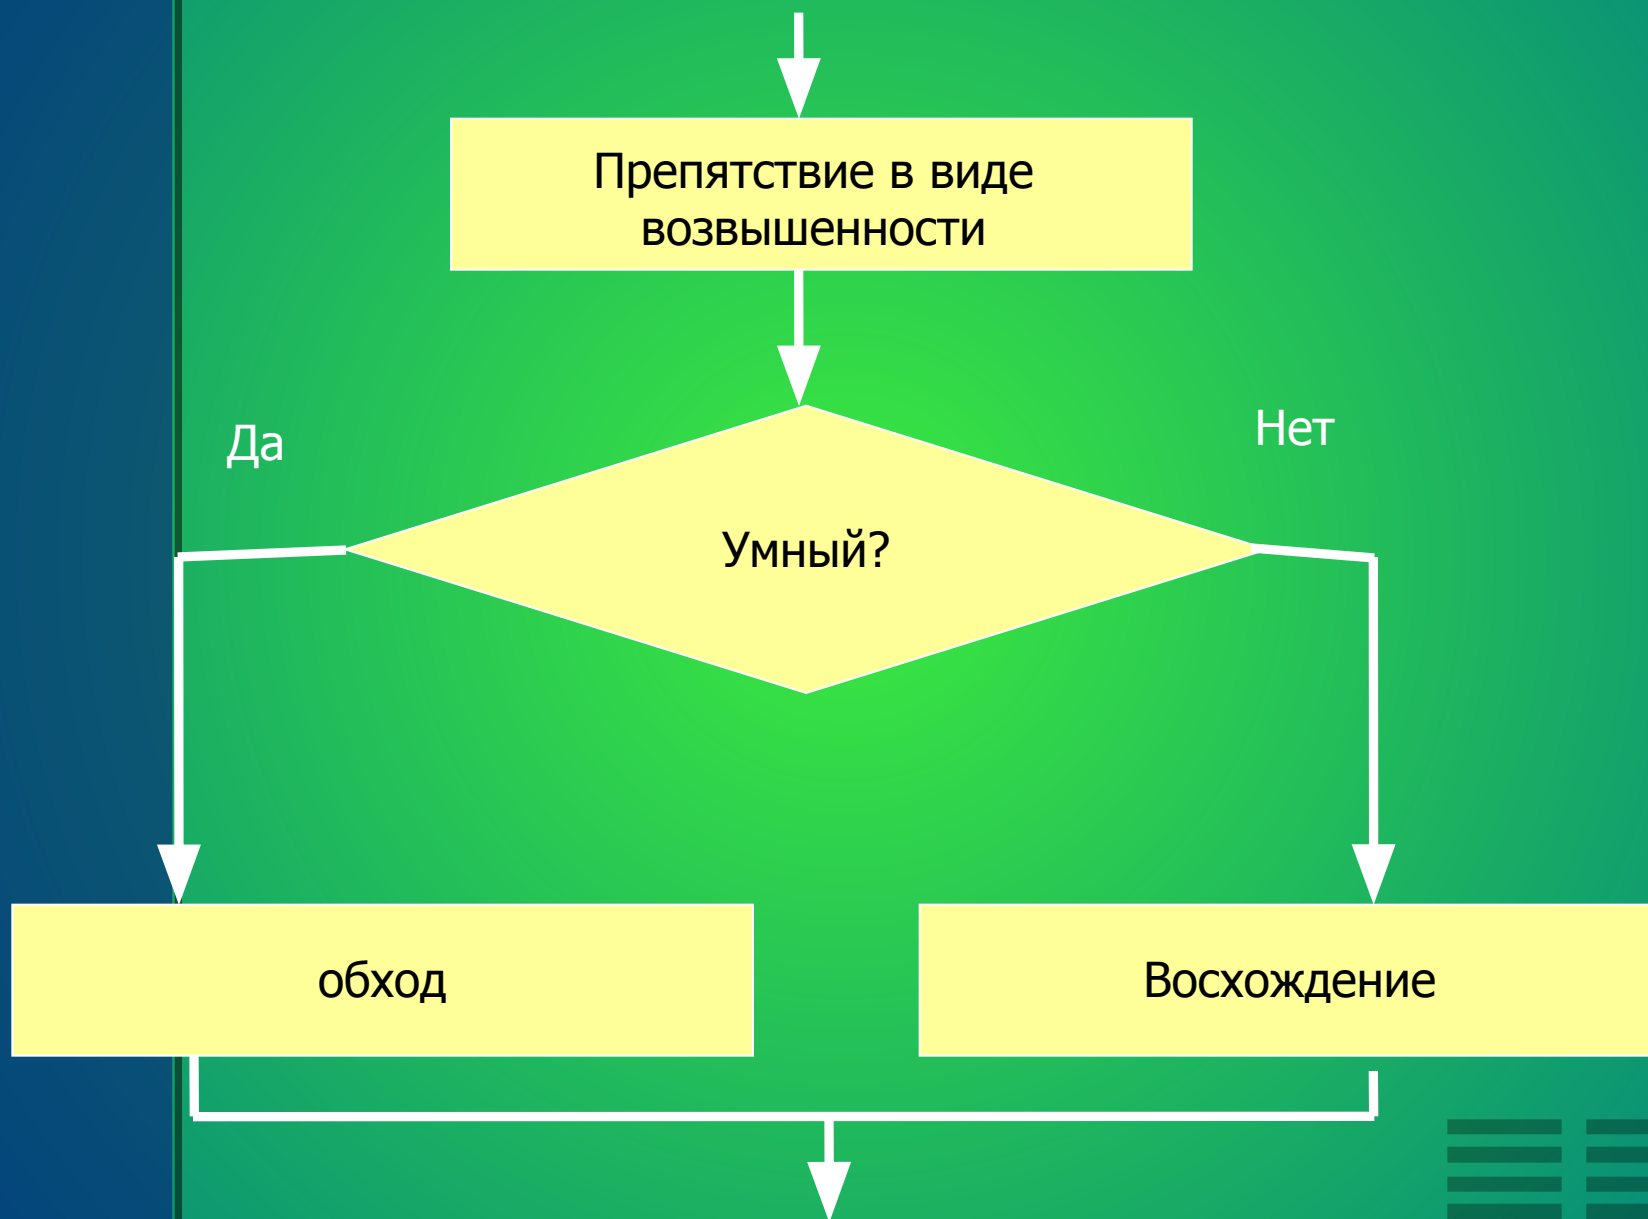 Препятствие в виде
возвышенности
Да
Нет
Умный?
обход
Восхождение